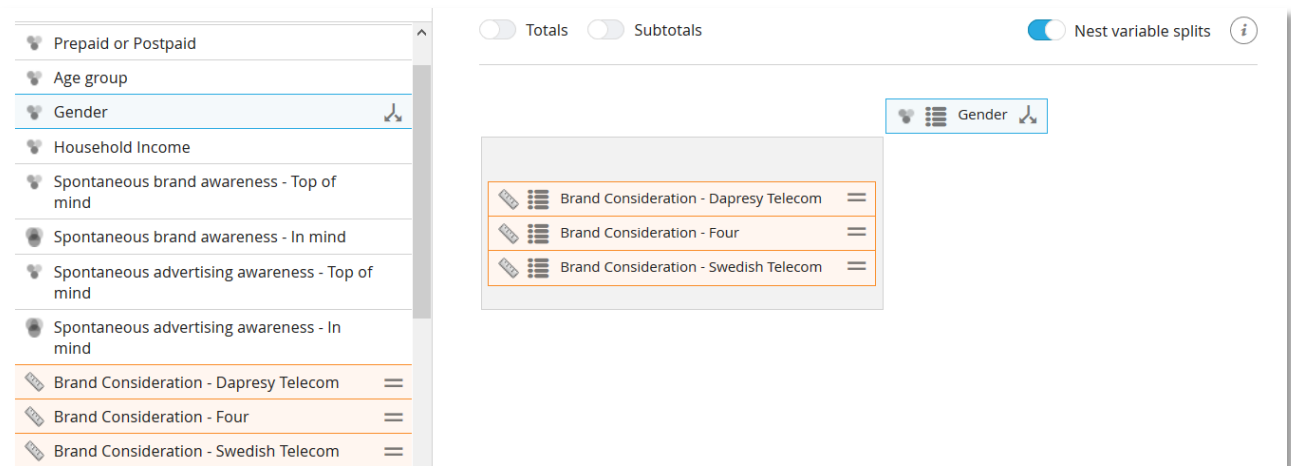 Prepaid or Postpaid
Age group
Gender
Household Income
Spontaneous brand awareness - Top of
mind
Spontaneous brand awareness - In mind
Spontaneous advertising awareness - Top of
mind
Spontaneous advertising awareness - In
mind
Brand Consideration - Dapresy Telecom
Brand Consideration - Four
Brand Consideration - Swedish Telecom
Totals
Subtotals
Nest variable splits
i
Gender
Brand Consideration - Dapresy Telecom
Brand Consideration - Four
Brand Consideration - Swedish Telecom